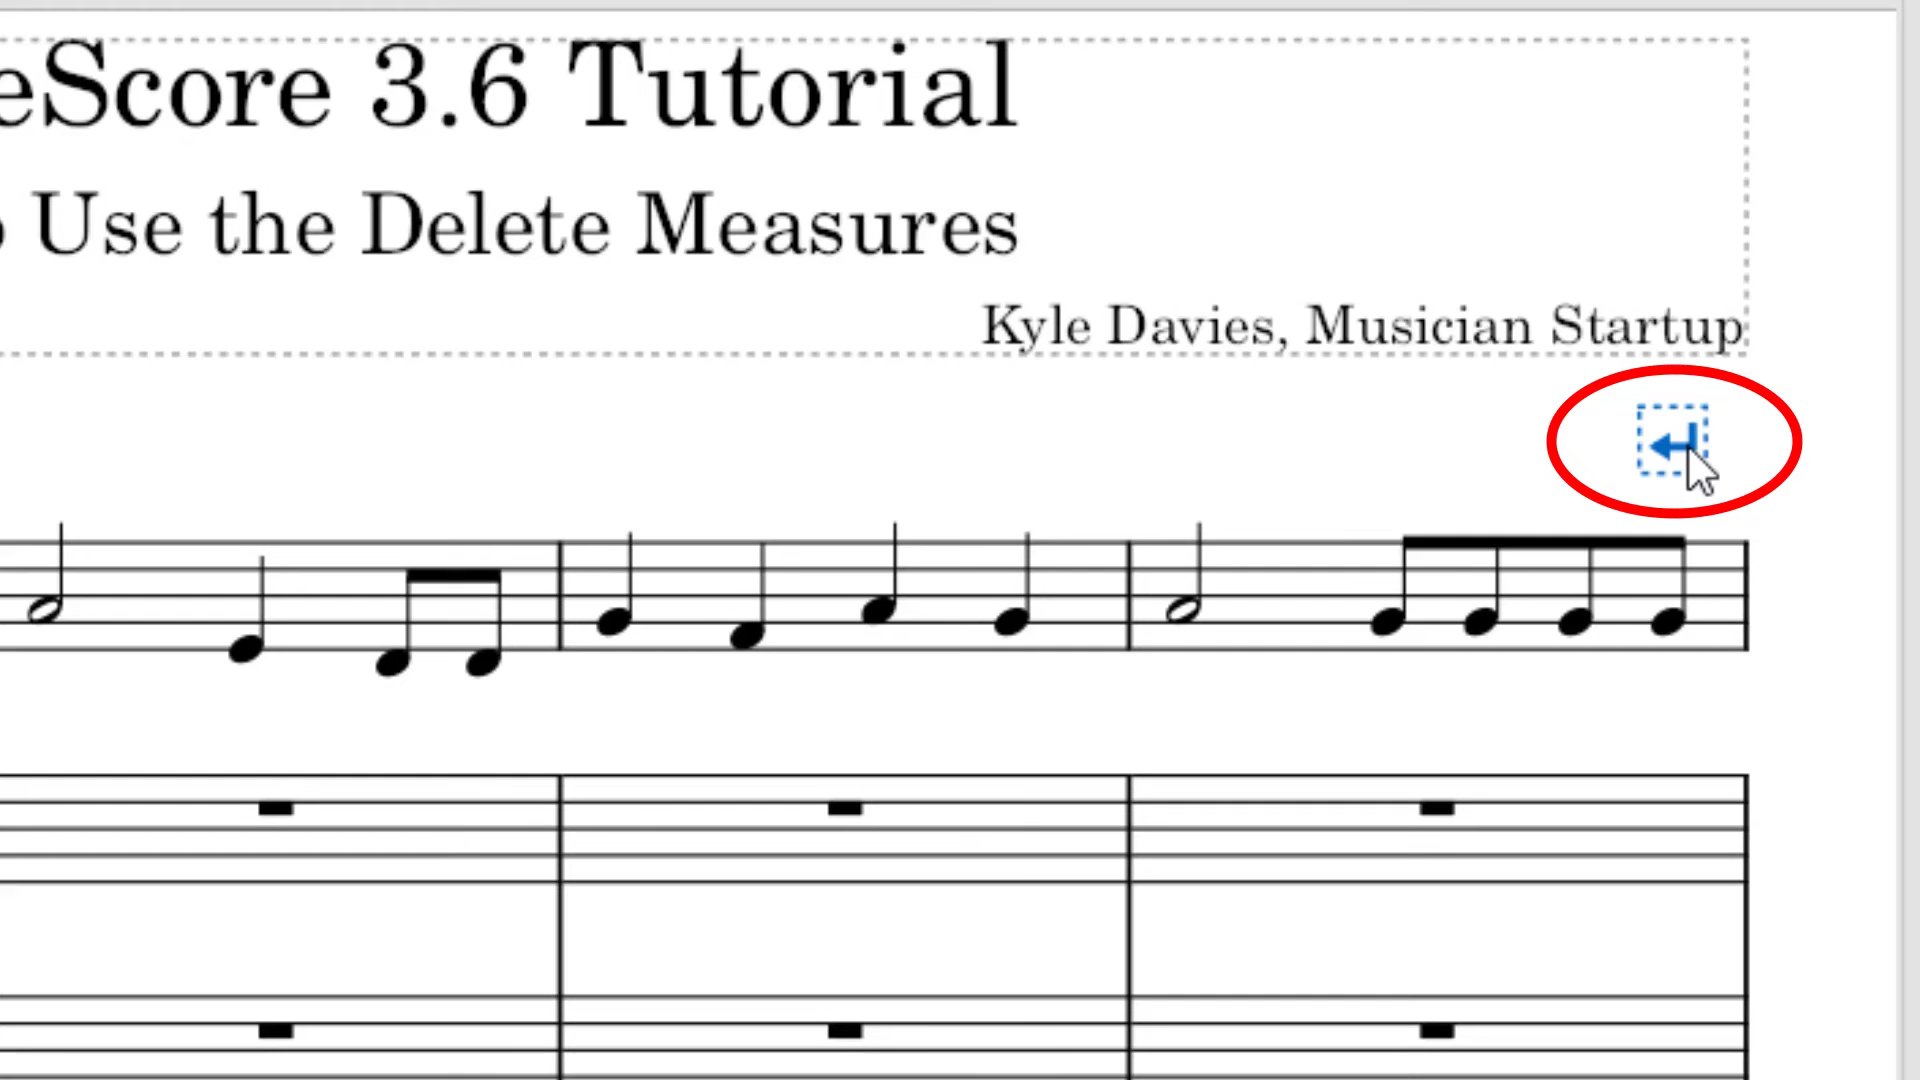 eScore 3.6 Tutorial
Use the Delete Measures
Kyle Davies, Musician Startup